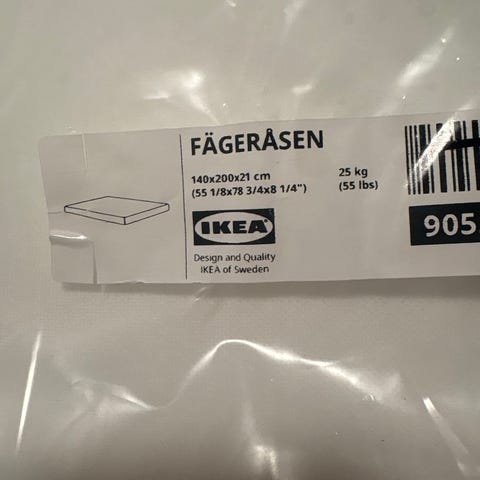 FÄGERÅSEN
140x200x21 cm
(55 1/8x78 3/4x8 1/4")
25 kg
(55 lbs)
IKEA
Design and Quality
IKEA of Sweden
905